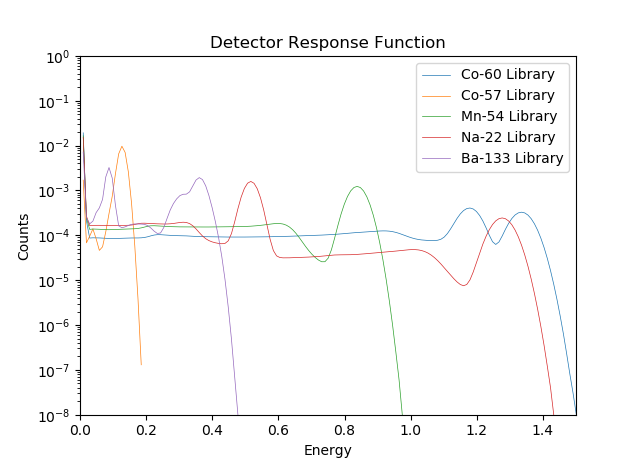 Detector Response Function
Co-60 Library
Co-57 Library
Mn-54 Library
Na-22 Library
Ba-133 Library
10⁰
10⁻¹
10⁻²
10⁻³
10⁻⁴
10⁻⁵
10⁻⁶
10⁻⁷
10⁻⁸
Counts
0.0 0.2 0.4 0.6 0.8 1.0 1.2 1.4
Energy